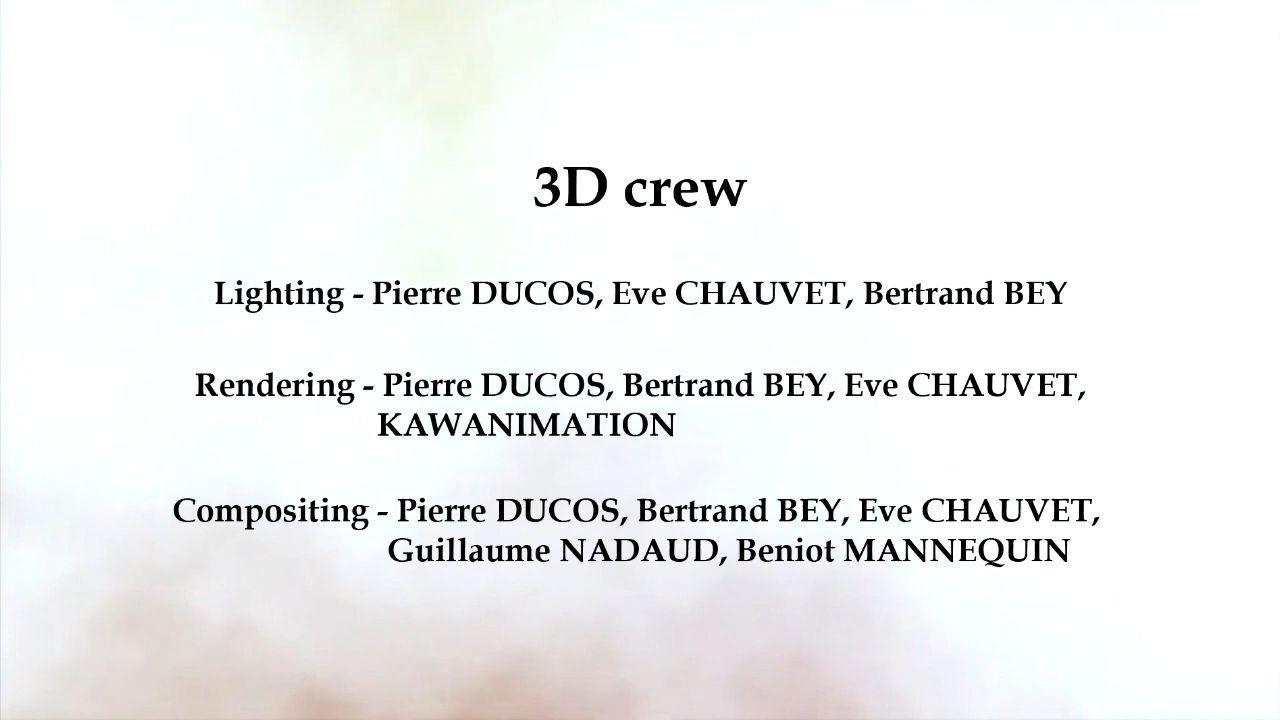 3D crew
Lighting - Pierre DUCOS, Eve CHAUVET, Bertrand BEY
Rendering - Pierre DUCOS, Bertrand BEY, Eve CHAUVET,
KAWANIMATION
Compositing - Pierre DUCOS, Bertrand BEY, Eve CHAUVET,
Guillaume NADAUD, Beniot MANNEQUIN